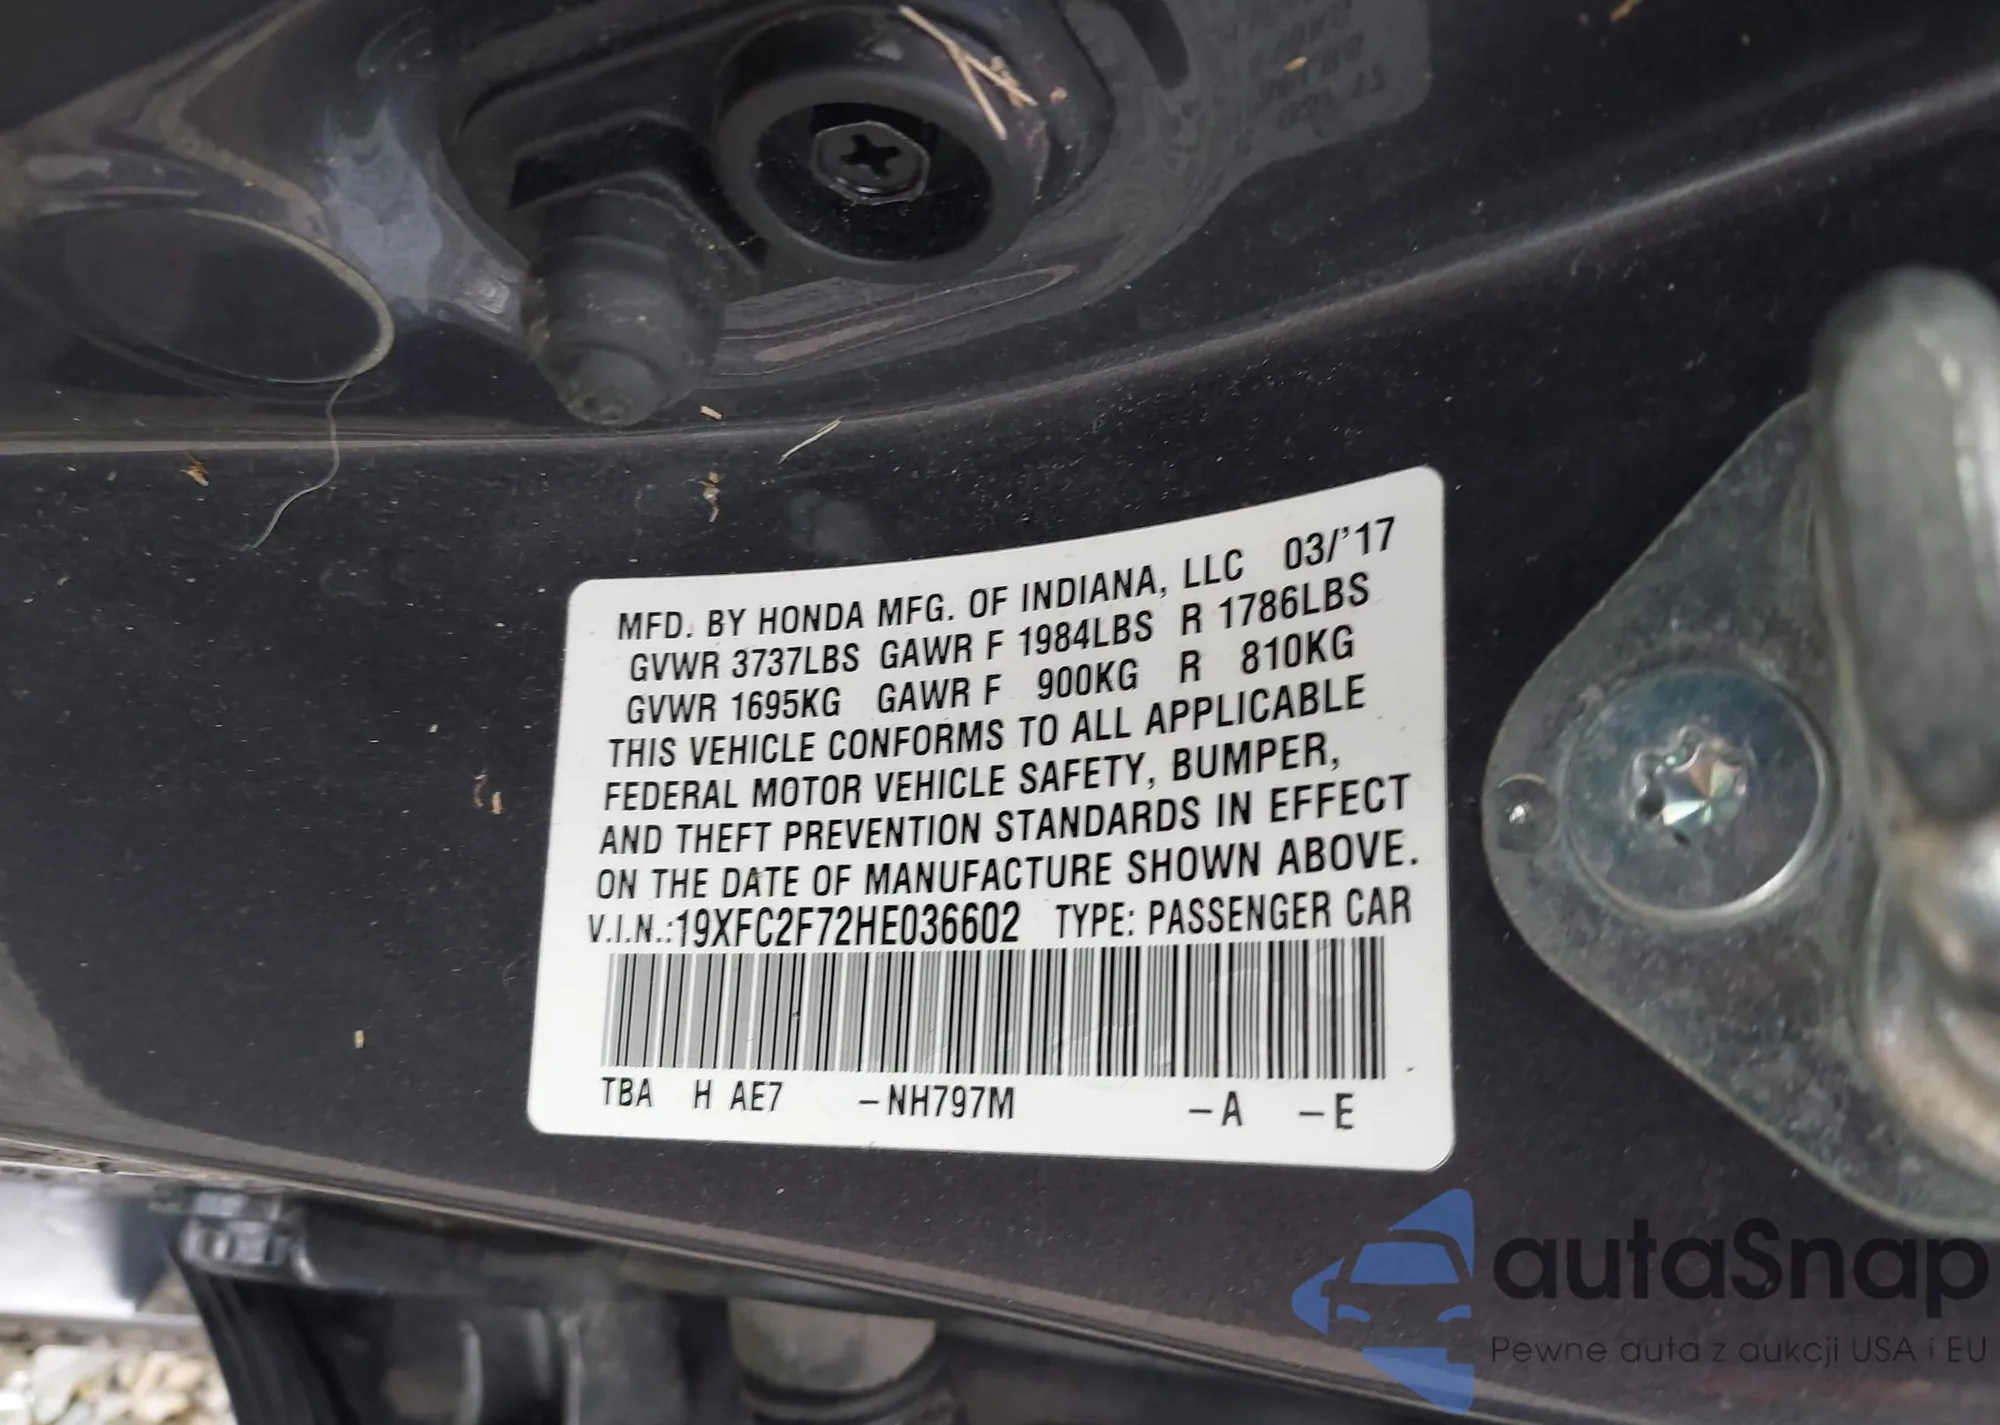 MFD. BY HONDA MFG. OF INDIANA, LLC 03/'17
GVWR 3737LBS GAWR F 1984LBS R 1786LBS
GVWR 1695KG GAWR F 900KG R 810KG
THIS VEHICLE CONFORMS TO ALL APPLICABLE
FEDERAL MOTOR VEHICLE SAFETY, BUMPER,
AND THEFT PREVENTION STANDARDS IN EFFECT
ON THE DATE OF MANUFACTURE SHOWN ABOVE.
V.I.N.:19XFC2F72HE036602 TYPE: PASSENGER CAR
TBA H AE7 -NH797M -A -E
autaSnap
Pewne auta z aukcji USA i EU